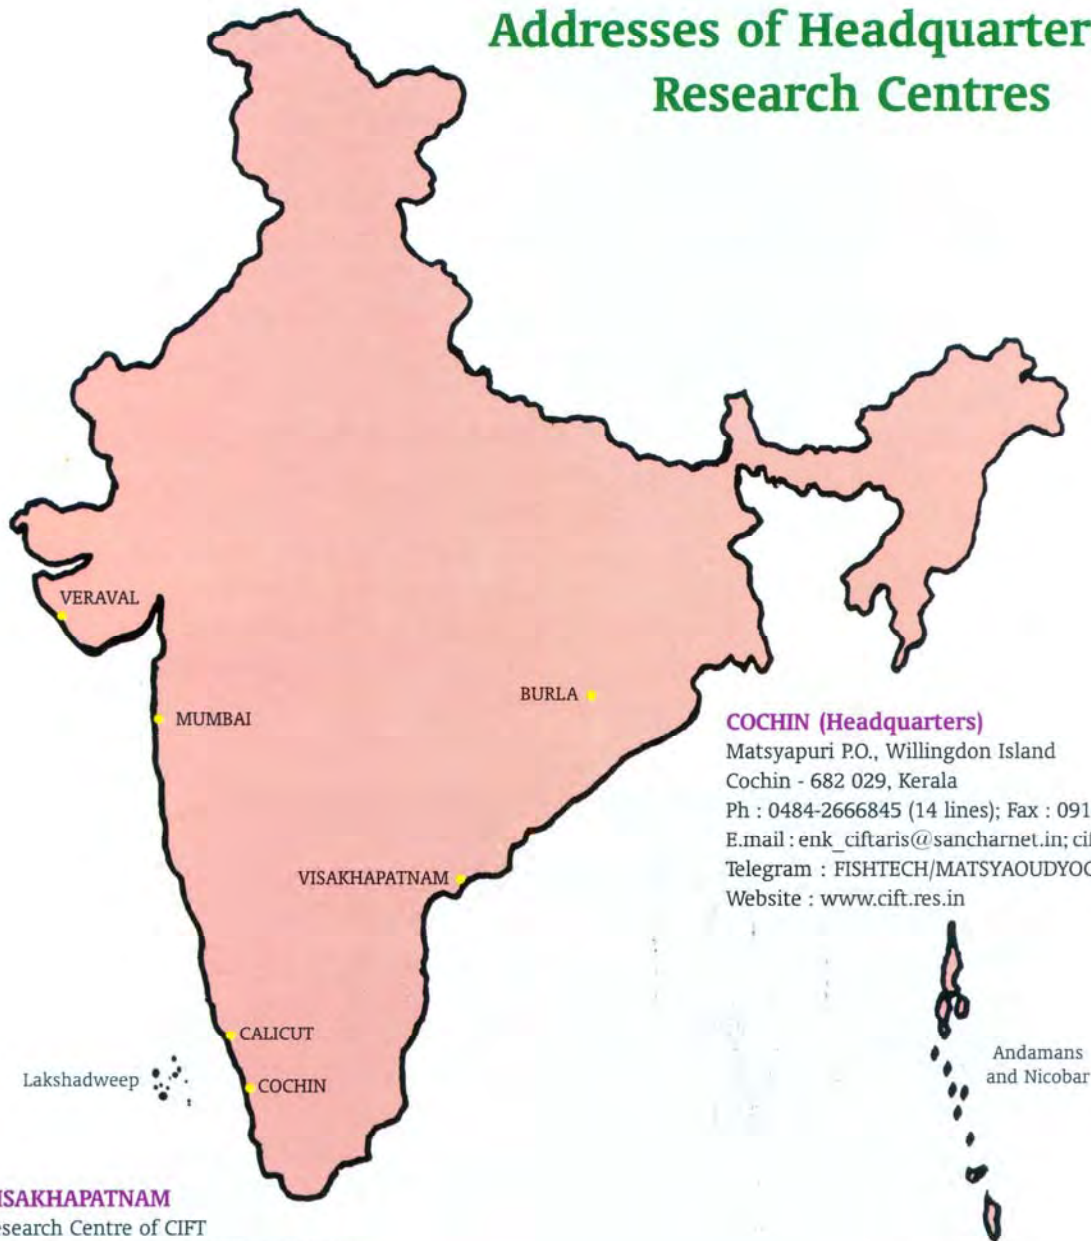 Addresses of Headquarter
Research Centres
VERAVAL
MUMBAI
BURLA
VISAKHAPATNAM
CALICUT
COCHIN
Lakshadweep
COCHIN (Headquarters)
Matsyapuri P.O., Willingdon Island
Cochin - 682 029, Kerala
Ph : 0484-2666845 (14 lines); Fax : 091
E.mail : enk_ciftaris@sancharnet.in; cif
Telegram : FISHTECH/MATSYAOUDYOG
Website : www.cift.res.in
Andamans
and Nicobar
ISAKHAPATNAM
esearch Centre of CIFT